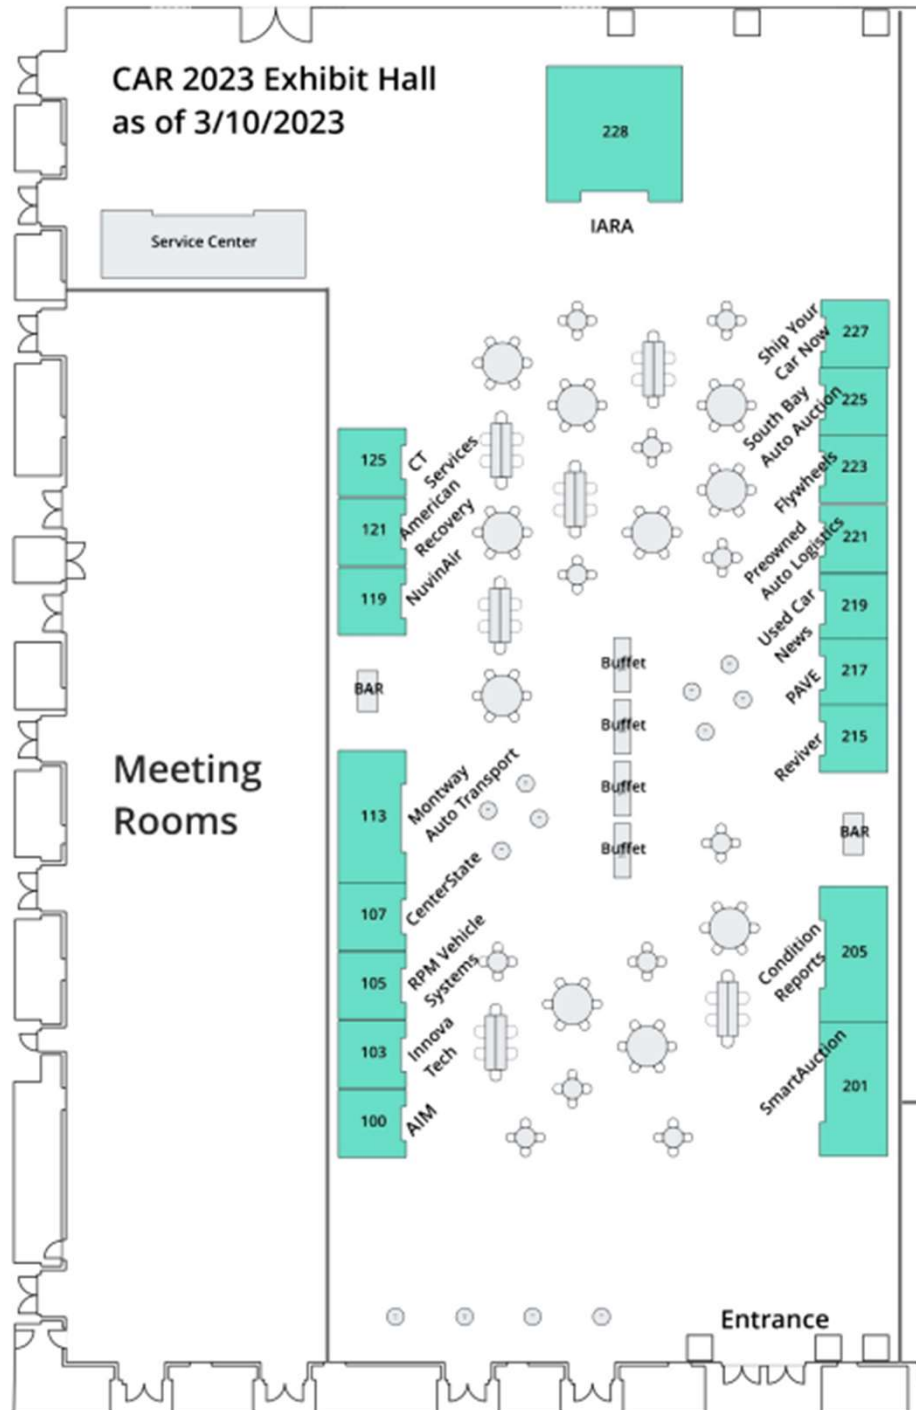 CAR 2023 Exhibit Hall
as of 3/10/2023
228
IARA
Service Center
Ship Your
Car Now
227
South Bay
Auto Auction
225
Flywheels
223
Preowned
Auto Logistics
221
Used Car
News
219
PAVE
217
Reviver
215
125
CT
Services
121
American
Recovery
119
NuvinAir
BAR
Buffet
Buffet
Buffet
Buffet
BAR
Meeting
Rooms
113
Montway
Auto Transport
107
CenterState
105
RPM Vehicle
Systems
103
Innova
Tech
100
AIM
Condition
Reports
205
SmartAuction
201
Entrance